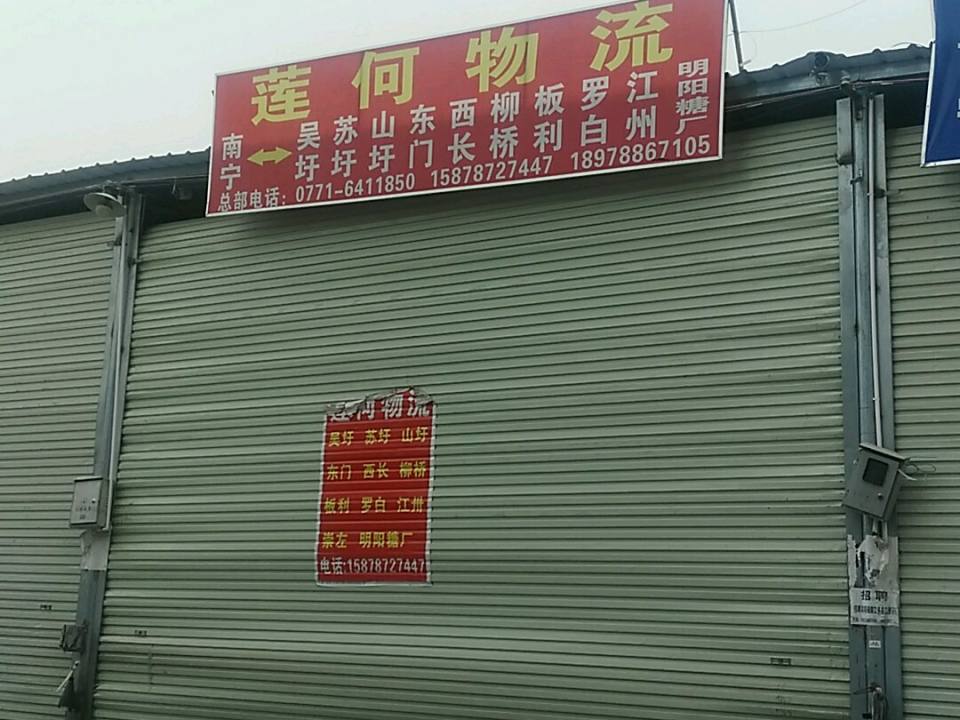 莲何物流
南宁 ↔ 吴圩 苏圩 山圩 东门 西长 柳桥 板利 罗白 江州 明阳糖厂
总部电话：0771-6411850 15878727447 18978867105
莲何物流
吴圩 苏圩 山圩
东门 西长 柳桥
板利 罗白 江州
崇左 明阳糖厂
电话:15878727447
招聘